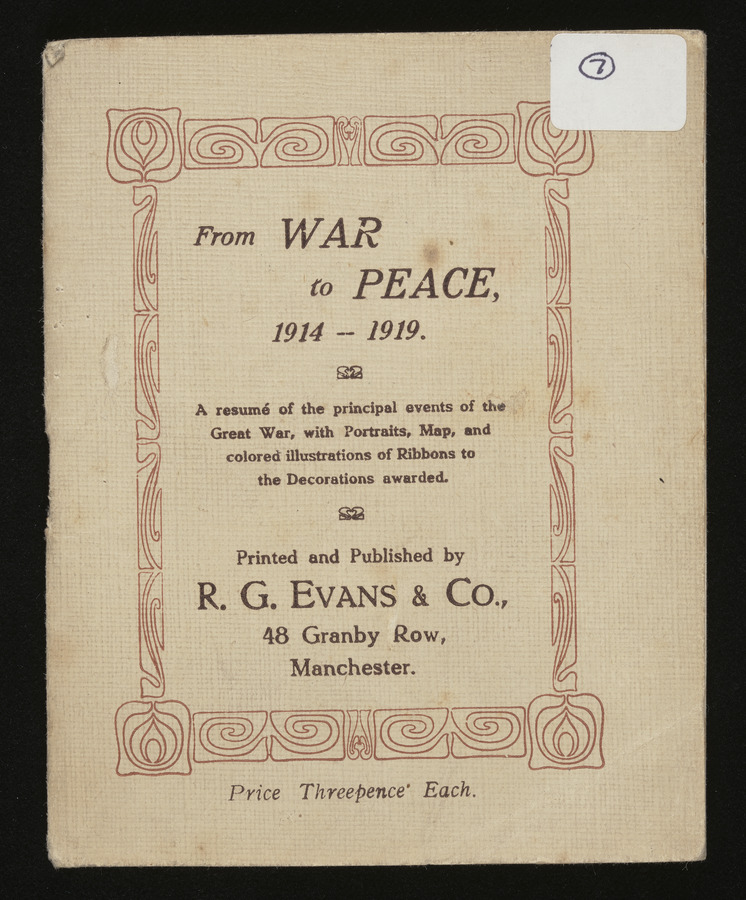 7
From WAR
to PEACE,
1914 — 1919.
A resumé of the principal events of the
Great War, with Portraits, Map, and
colored illustrations of Ribbons to
the Decorations awarded.
Printed and Published by
R. G. EVANS & Co.,
48 Granby Row,
Manchester.
Price Threepence Each.